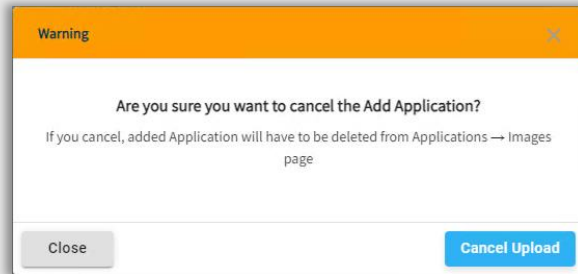 Warning
Are you sure you want to cancel the Add Application?
If you cancel, added Application will have to be deleted from Applications → Images
page
Close
Cancel Upload